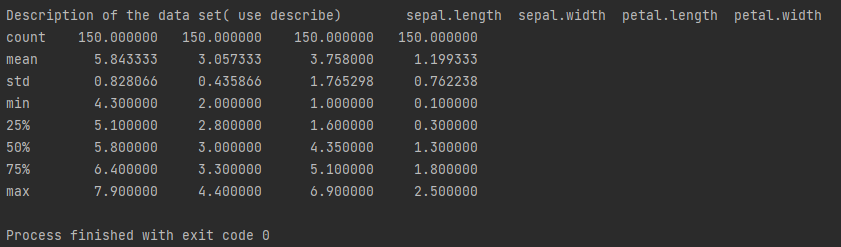 Description of the data set( use describe)        sepal.length  sepal.width  petal.length  petal.width
count    150.000000   150.000000    150.000000   150.000000
mean       5.843333     3.057333      3.758000     1.199333
std        0.828066     0.435866      1.765298     0.762238
min        4.300000     2.000000      1.000000     0.100000
25%        5.100000     2.800000      1.600000     0.300000
50%        5.800000     3.000000      4.350000     1.300000
75%        6.400000     3.300000      5.100000     1.800000
max        7.900000     4.400000      6.900000     2.500000

Process finished with exit code 0